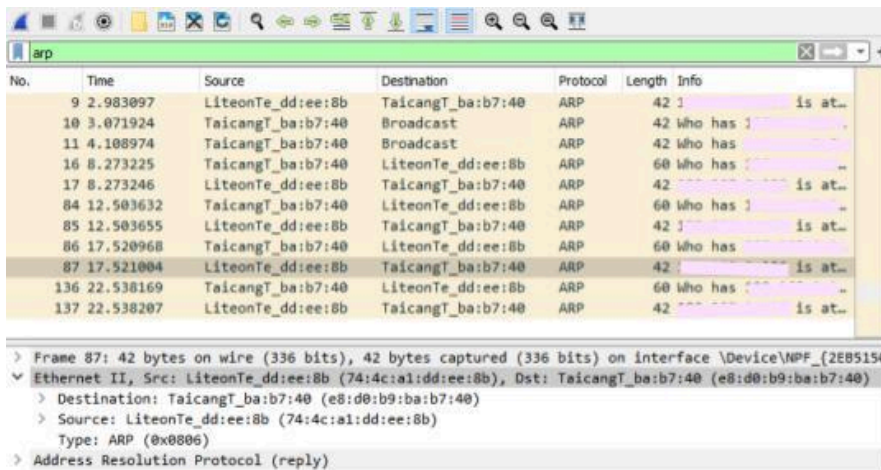 arp
No. Time Source Destination Protocol Length Info
9 2.983097 LiteonTe_dd:ee:8b TaicangT_ba:b7:40 ARP 42 1 is at…
10 3.071924 TaicangT_ba:b7:40 Broadcast ARP 42 Who has 1
11 4.108974 TaicangT_ba:b7:40 Broadcast ARP 42 Who has
16 8.273225 TaicangT_ba:b7:40 LiteonTe_dd:ee:8b ARP 60 Who has
17 8.273246 LiteonTe_dd:ee:8b TaicangT_ba:b7:40 ARP 42 is at…
84 12.503632 TaicangT_ba:b7:40 LiteonTe_dd:ee:8b ARP 60 Who has 1
85 12.503655 LiteonTe_dd:ee:8b TaicangT_ba:b7:40 ARP 42 is at…
86 17.520968 TaicangT_ba:b7:40 LiteonTe_dd:ee:8b ARP 60 Who has
87 17.521004 LiteonTe_dd:ee:8b TaicangT_ba:b7:40 ARP 42 is at…
136 22.538169 TaicangT_ba:b7:40 LiteonTe_dd:ee:8b ARP 60 Who has
137 22.538207 LiteonTe_dd:ee:8b TaicangT_ba:b7:40 ARP 42 is at…
Frame 87: 42 bytes on wire (336 bits), 42 bytes captured (336 bits) on interface \Device\NPF_{2E8515
Ethernet II, Src: LiteonTe_dd:ee:8b (74:4c:a1:dd:ee:8b), Dst: TaicangT_ba:b7:40 (e8:d0:b9:ba:b7:40)
Destination: TaicangT_ba:b7:40 (e8:d0:b9:ba:b7:40)
Source: LiteonTe_dd:ee:8b (74:4c:a1:dd:ee:8b)
Type: ARP (0x0806)
Address Resolution Protocol (reply)